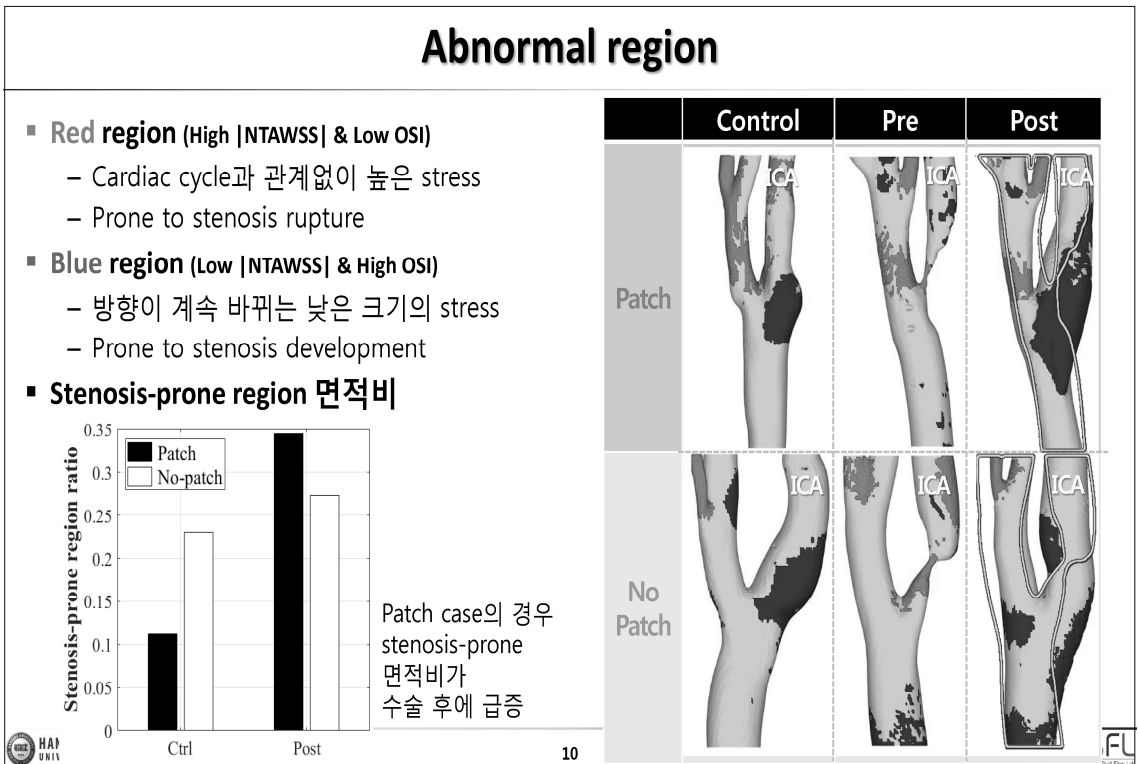 Abnormal region
▪ Red region (High |NTAWSS| & Low OSI)
– Cardiac cycle과 관계없이 높은 stress
– Prone to stenosis rupture
▪ Blue region (Low |NTAWSS| & High OSI)
– 방향이 계속 바뀌는 낮은 크기의 stress
– Prone to stenosis development
▪ Stenosis-prone region 면적비
Stenosis-prone region ratio
0.35
0.3
0.25
0.2
0.15
0.1
0.05
0
Patch
No-patch
Ctrl Post
Patch case의 경우
stenosis-prone
면적비가
수술 후에 급증
Control Pre Post
Patch
ICA ICA ICA
No
Patch
ICA ICA ICA
10